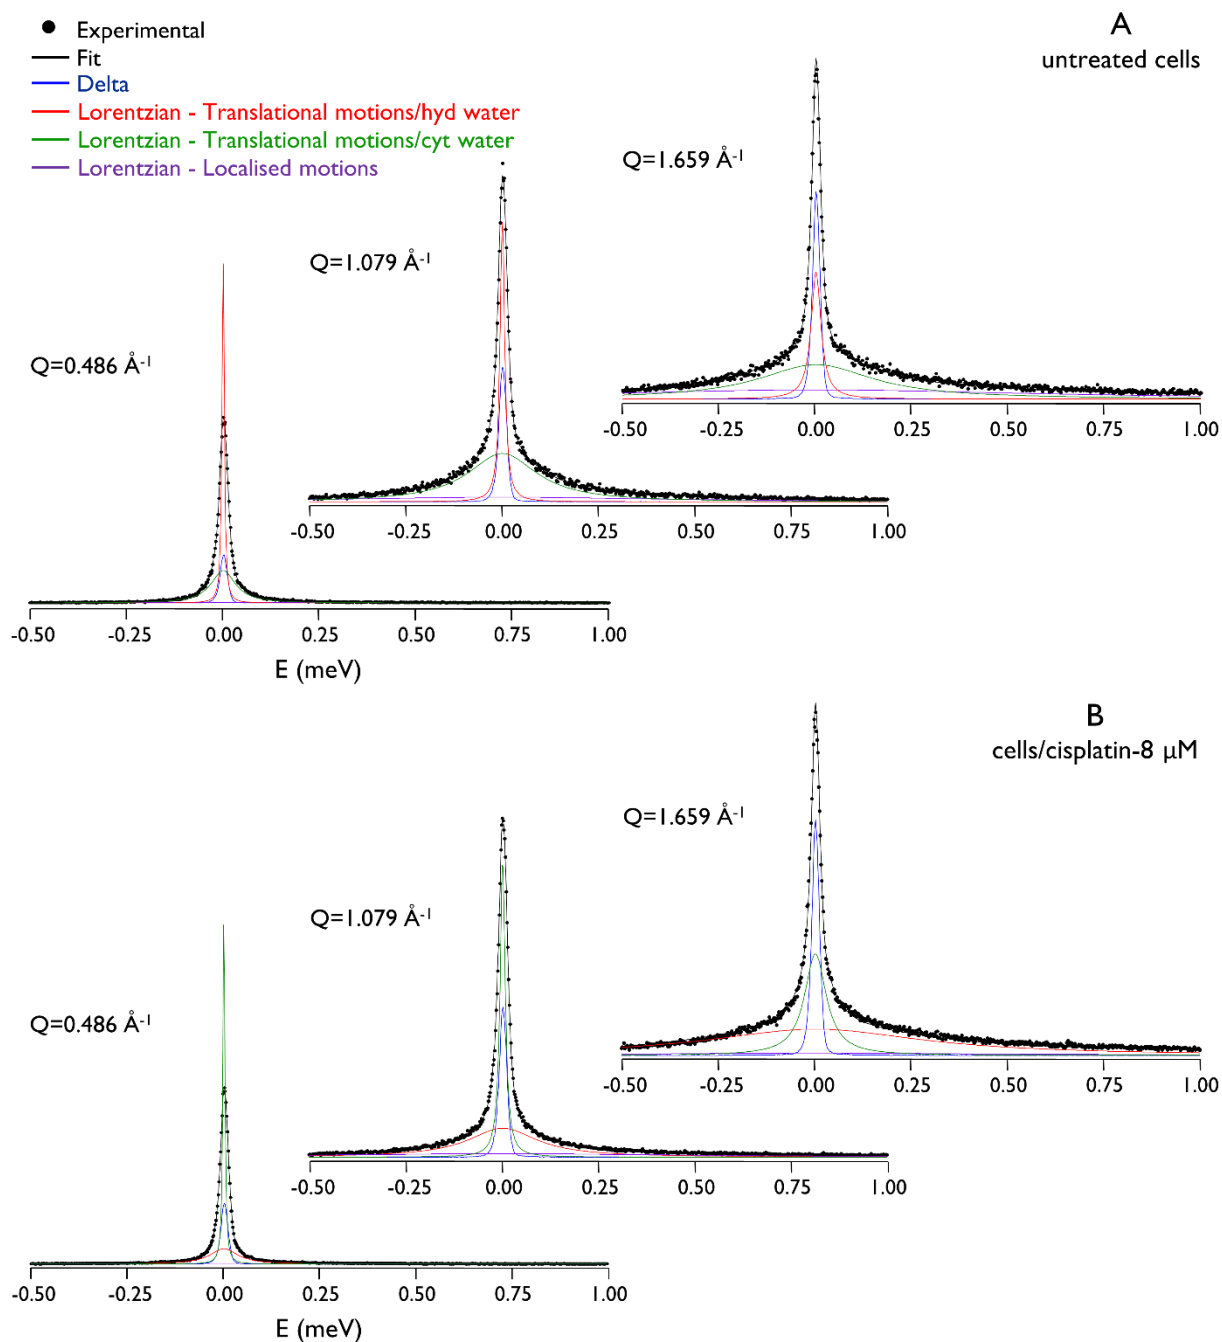 Experimental
Fit
Delta
Lorentzian - Translational motions/hyd water
Lorentzian - Translational motions/cyt water
Lorentzian - Localised motions
A
untreated cells
Q=1.659 Å-1
-0.50 -0.25 0.00 0.25 0.50 0.75 1.00
Q=1.079 Å-1
-0.50 -0.25 0.00 0.25 0.50 0.75 1.00
Q=0.486 Å-1
-0.50 -0.25 0.00 0.25 0.50 0.75 1.00
E (meV)
B
cells/cisplatin-8 μM
Q=1.659 Å-1
-0.50 -0.25 0.00 0.25 0.50 0.75 1.00
Q=1.079 Å-1
-0.50 -0.25 0.00 0.25 0.50 0.75 1.00
Q=0.486 Å-1
-0.50 -0.25 0.00 0.25 0.50 0.75 1.00
E (meV)